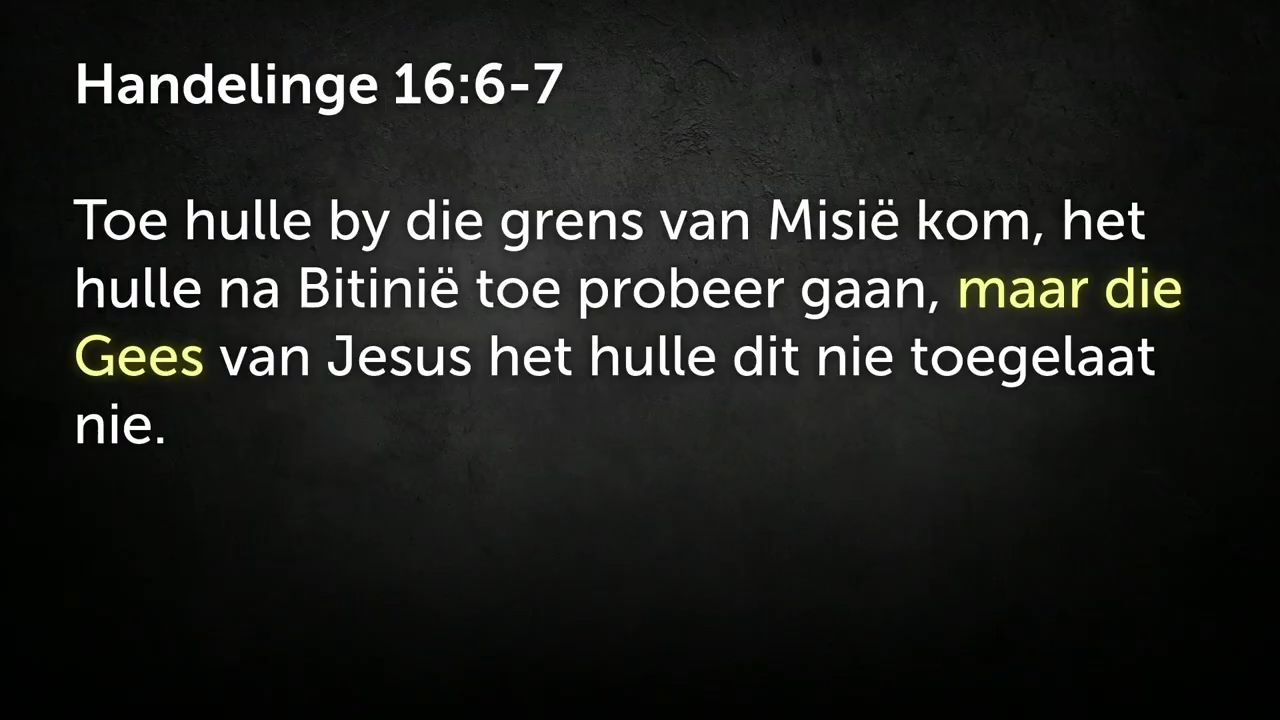 Handelinge 16:6-7
Toe hulle by die grens van Misië kom, het
hulle na Bitinië toe probeer gaan, maar die
Gees van Jesus het hulle dit nie toegelaat
nie.